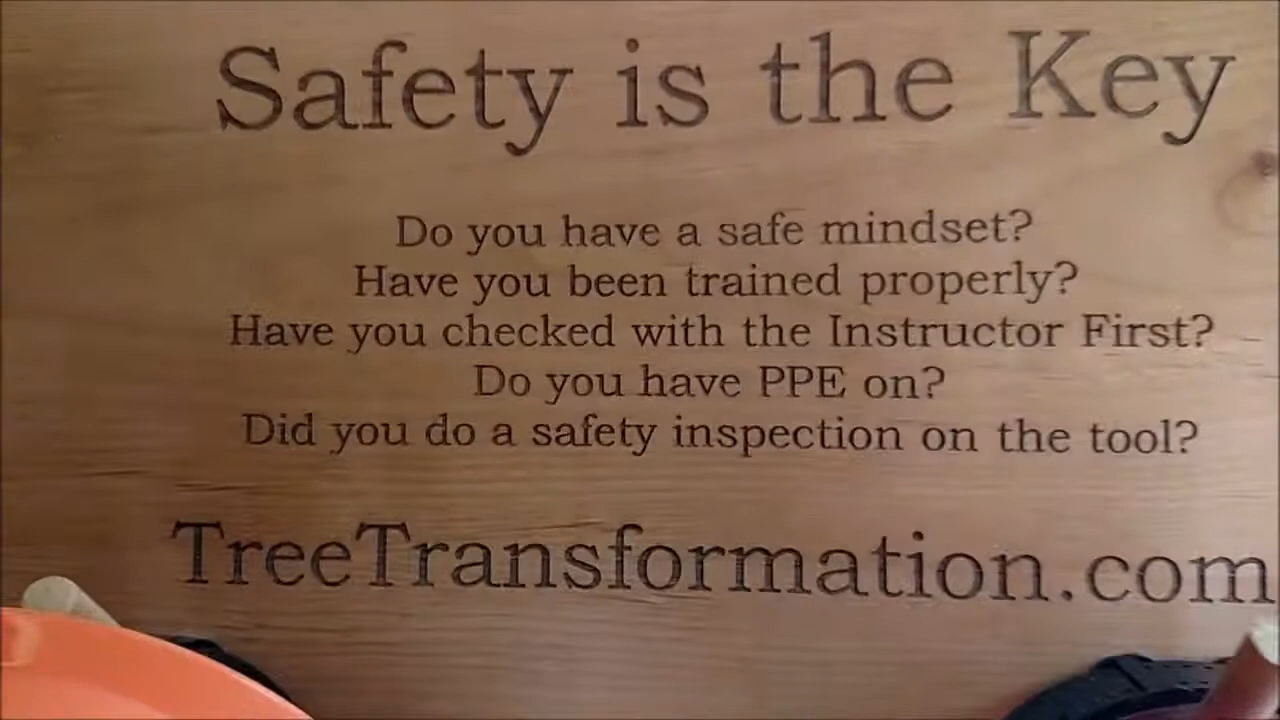 Safety is the Key
Do you have a safe mindset?
Have you been trained properly?
Have you checked with the Instructor First?
Do you have PPE on?
Did you do a safety inspection on the tool?
TreeTransformation.com